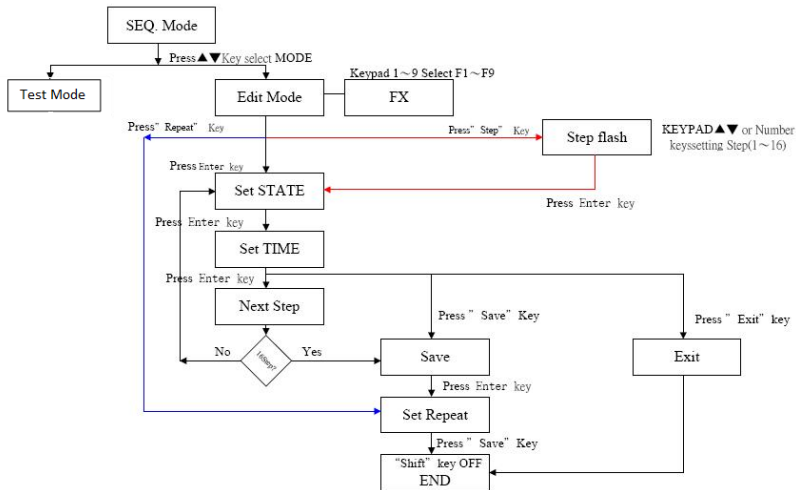 SEQ. Mode
Press▲▼Key select MODE
Keypad 1～9 Select F1～F9
Test Mode
Edit Mode
FX
Press” Repeat” Key
Press” Step” Key
Step flash
KEYPAD▲▼ or Number
keyssetting Step(1～16)
Press Enter key
Set STATE
Press Enter key
Press Enter key
Set TIME
Press Enter key
Next Step
Press ” Save” Key
Press ” Exit” key
No
16Step?
Yes
Save
Exit
Press Enter key
Set Repeat
Press ” Save” Key
“Shift” key OFF
END